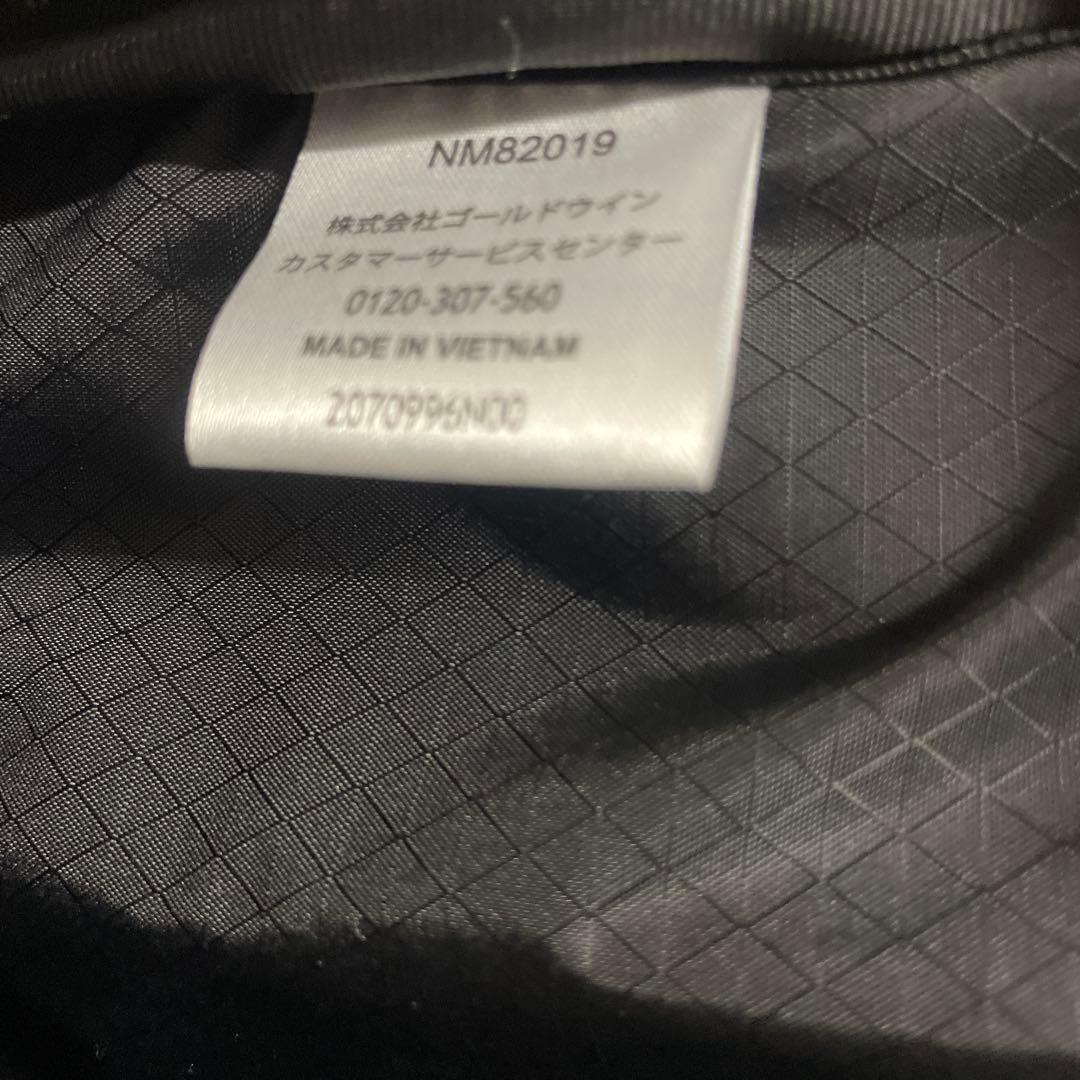 NM82019
株式会社ゴールドウイン
カスタマーサービスセンター
0120-307-560
MADE IN VIETNAM
2070996N00